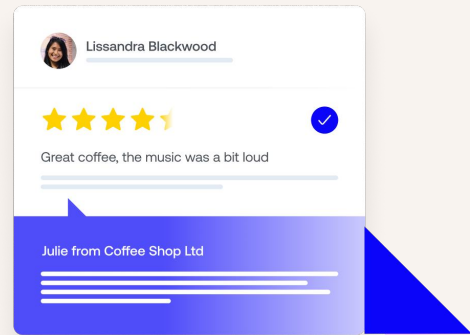 Lissandra Blackwood
Great coffee, the music was a bit loud
Julie from Coffee Shop Ltd